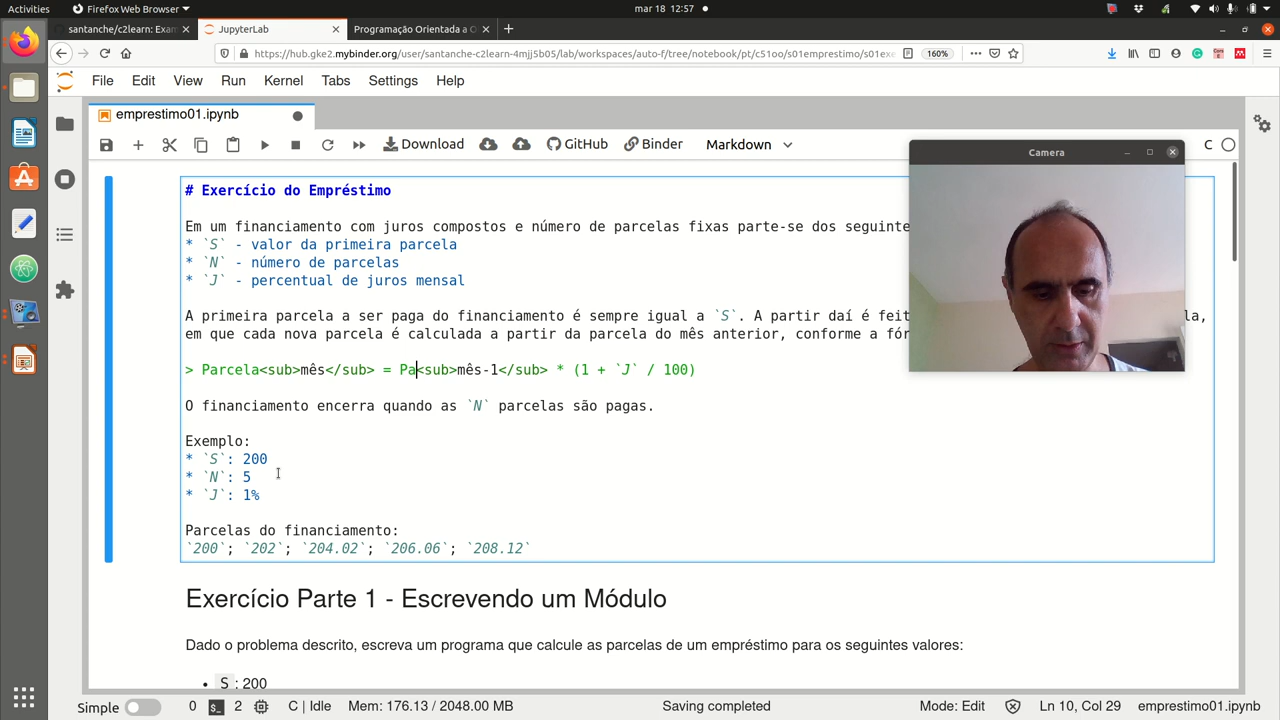 Activities Firefox Web Browser mar 18 12:57
santanche/c2learn: Exam JupyterLab Programação Orientada a O
https://hub.gke2.mybinder.org/user/santanche-c2learn-4mjj5b05/lab/workspaces/auto-f/tree/notebook/pt/c51oo/s01emprestimo/s01exe 160%
File Edit View Run Kernel Tabs Settings Help
emprestimo01.ipynb
Download GitHub Binder Markdown C
Camera
# Exercício do Empréstimo
Em um financiamento com juros compostos e número de parcelas fixas parte-se dos seguinte
* `S` - valor da primeira parcela
* `N` - número de parcelas
* `J` - percentual de juros mensal
A primeira parcela a ser paga do financiamento é sempre igual a `S`. A partir daí é feit la,
em que cada nova parcela é calculada a partir da parcela do mês anterior, conforme a fór
> Parcela<sub>mês</sub> = Pa<sub>mês-1</sub> * (1 + `J` / 100)
O financiamento encerra quando as `N` parcelas são pagas.
Exemplo:
* `S`: 200
* `N`: 5
* `J`: 1%
Parcelas do financiamento:
`200`; `202`; `204.02`; `206.06`; `208.12`
Exercício Parte 1 - Escrevendo um Módulo
Dado o problema descrito, escreva um programa que calcule as parcelas de um empréstimo para os seguintes valores:
• S : 200
Simple 0 2 C | Idle Mem: 176.13 / 2048.00 MB Saving completed Mode: Edit Ln 10, Col 29 emprestimo01.ipynb